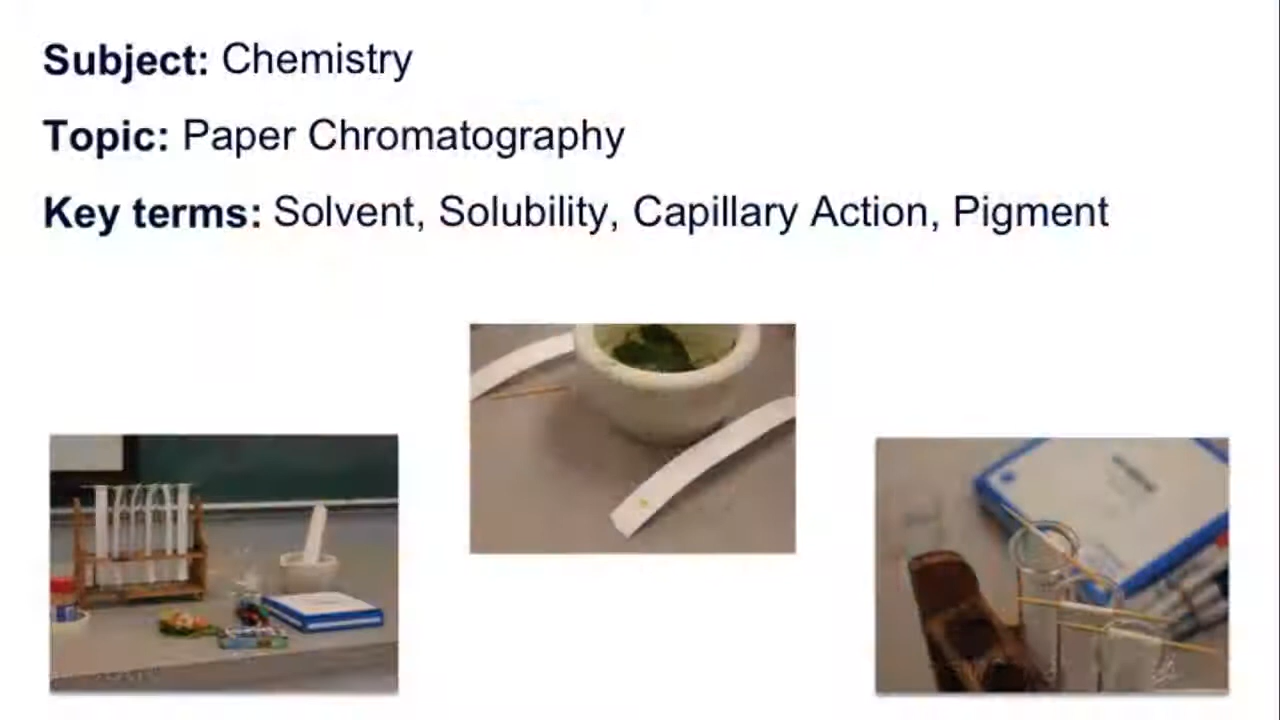 Subject: Chemistry
Topic: Paper Chromatography
Key terms: Solvent, Solubility, Capillary Action, Pigment